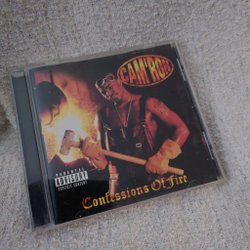 CAM'RON
PARENTAL
ADVISORY
EXPLICIT CONTENT
Confessions Of Fire